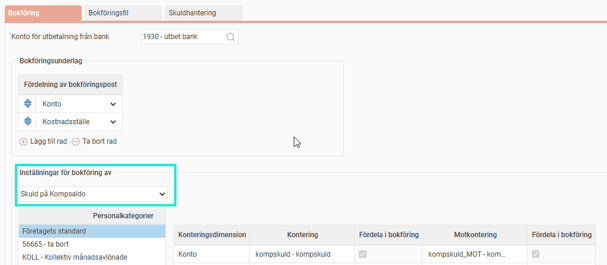 Bokföring Bokföringsfil Skuldhantering
Konto för utbetalning från bank 1930 - utbet bank
Bokföringsunderlag
Fördelning av bokföringspost
Konto
Kostnadsställe
Lägg till rad Ta bort rad
Inställningar för bokföring av
Skuld på Kompsaldo
Personalkategorier
Företagets standard
56665 - ta bort
KOLL - Kollektiv månadsavlönade
Konteringsdimension Kontering Fördela i bokföring Motkontering Fördela i bokföring
Konto kompskuld - kompskuld kompskuld_MOT - kom...